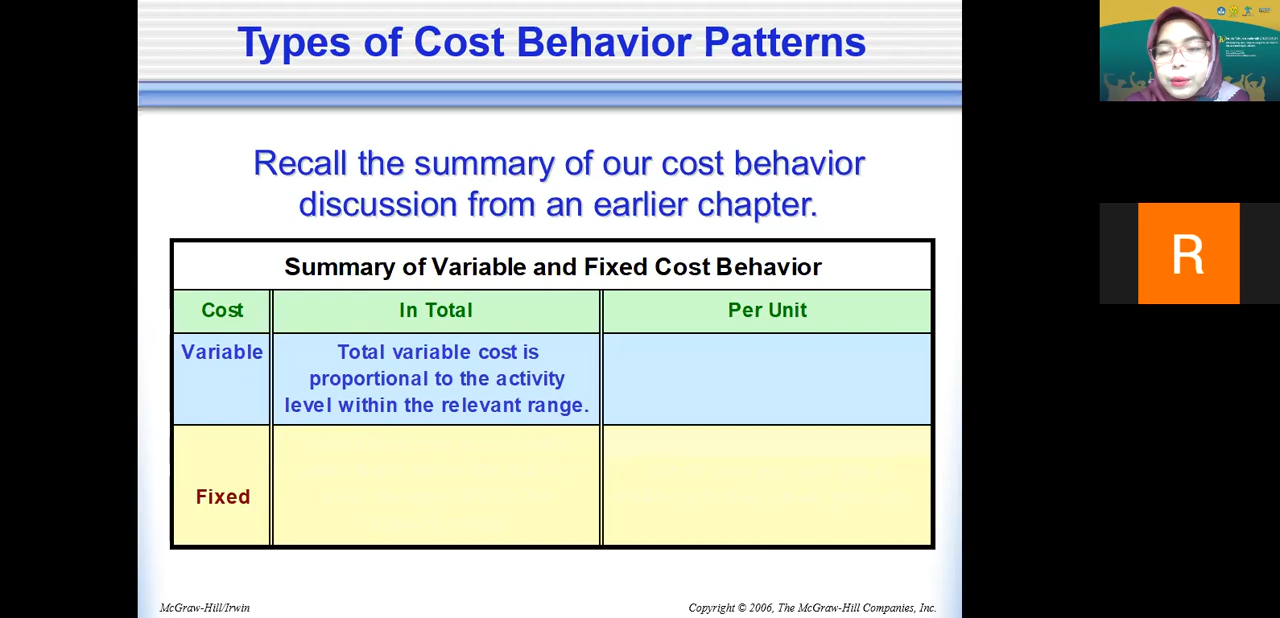 Types of Cost Behavior Patterns
Recall the summary of our cost behavior
discussion from an earlier chapter.
Summary of Variable and Fixed Cost Behavior
Cost
In Total
Per Unit
Variable
Total variable cost is
proportional to the activity
level within the relevant range.
Fixed
McGraw-Hill/Irwin
Copyright © 2006, The McGraw-Hill Companies, Inc.
R